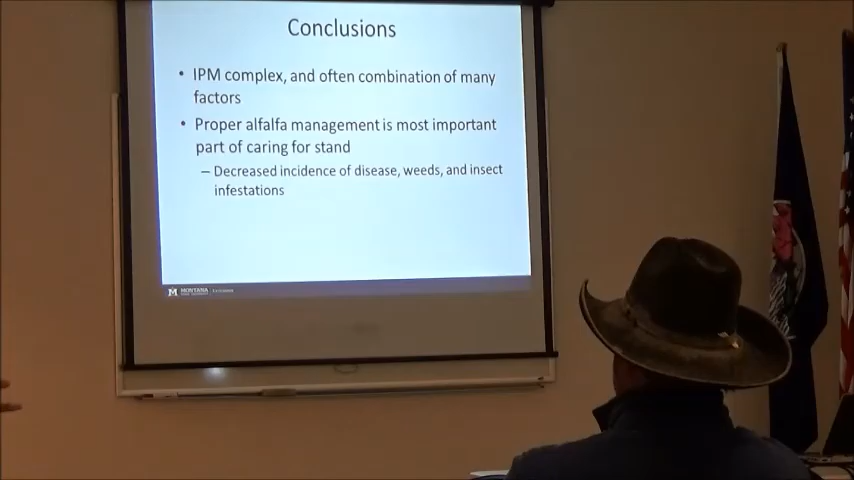 Conclusions
• IPM complex, and often combination of many
factors
• Proper alfalfa management is most important
part of caring for stand
– Decreased incidence of disease, weeds, and insect
infestations
M MONTANA